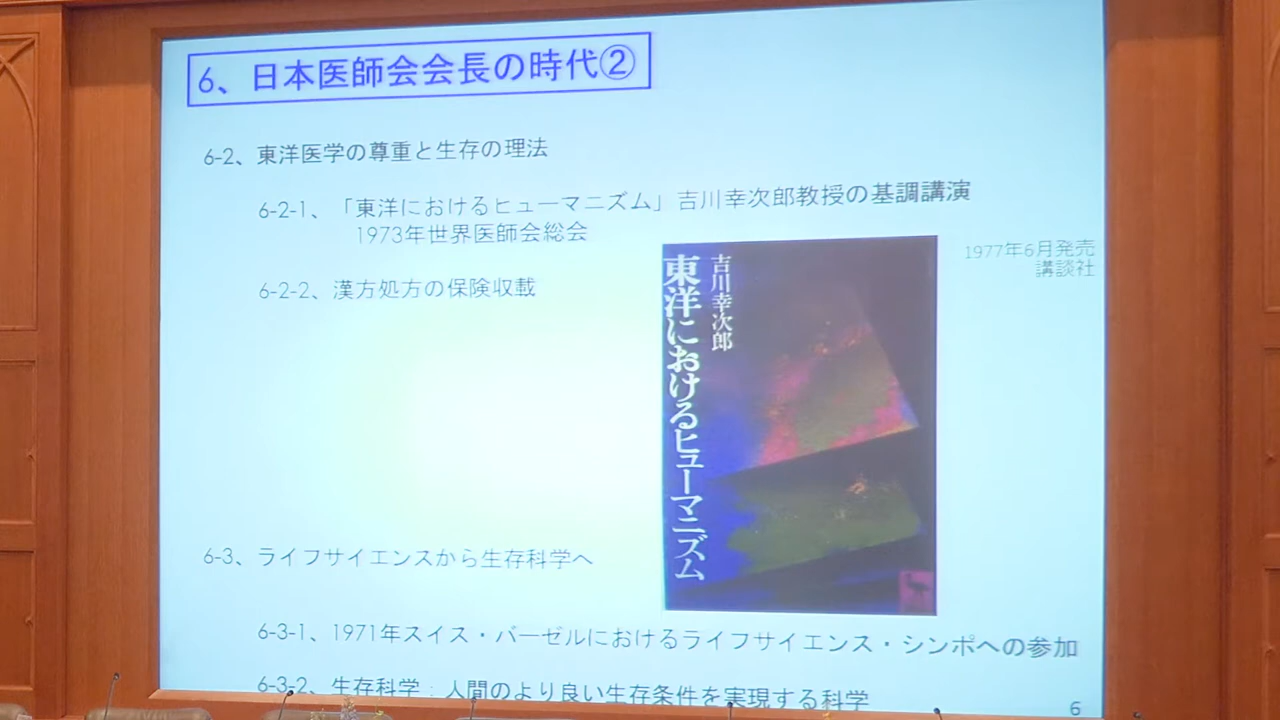 6、日本医師会会長の時代②
6-2、東洋医学の尊重と生存の理法
6-2-1、「東洋におけるヒューマニズム」吉川幸次郎教授の基調講演
1973年世界医師会総会
6-2-2、漢方処方の保険収載
1977年6月発売
講談社
吉川幸次郎
東洋におけるヒューマニズム
6-3、ライフサイエンスから生存科学へ
6-3-1、1971年スイス・バーゼルにおけるライフサイエンス・シンポへの参加
6-3-2、生存科学：人間のより良い生存条件を実現する科学
6